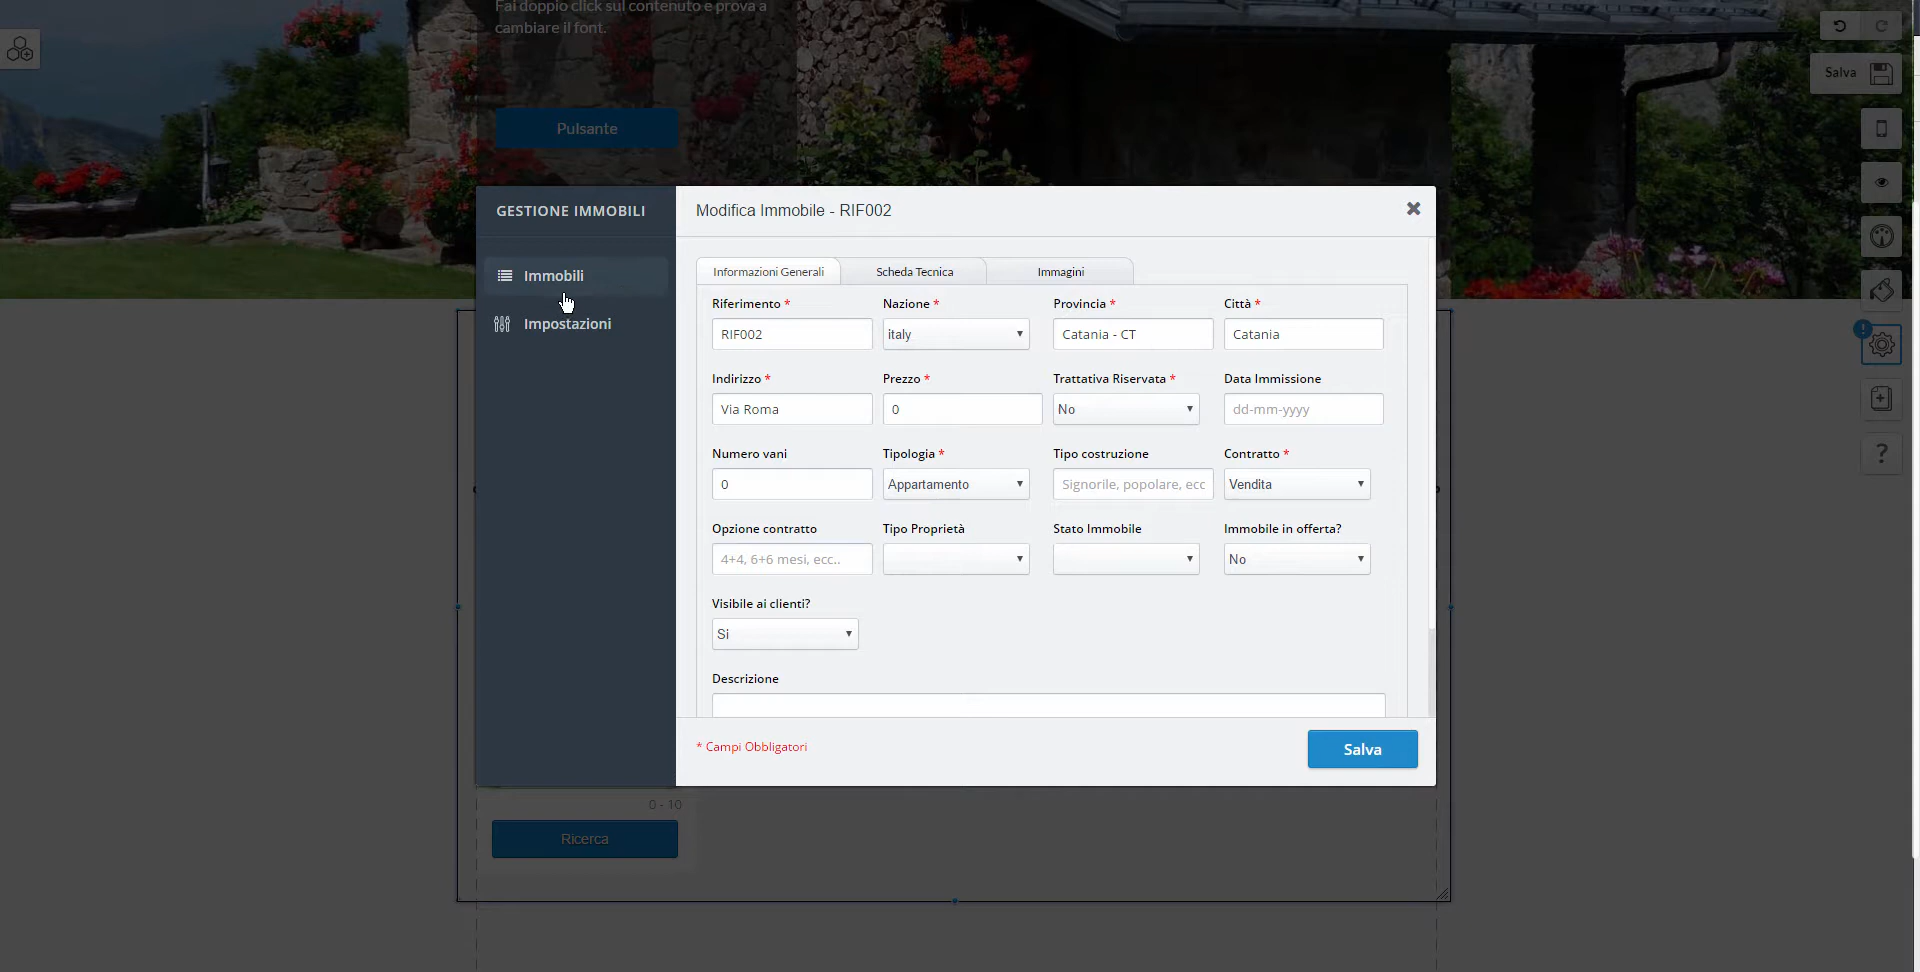 Fai doppio click sul contenuto e prova a
cambiare il font.
Salva
Pulsante
GESTIONE IMMOBILI
Modifica Immobile - RIF002
Immobili
Impostazioni
Informazioni Generali Scheda Tecnica Immagini
Riferimento * Nazione * Provincia * Città *
RIF002 italy Catania - CT Catania
Indirizzo * Prezzo * Trattativa Riservata * Data Immissione
Via Roma 0 No dd-mm-yyyy
Numero vani Tipologia * Tipo costruzione Contratto *
0 Appartamento Signorile, popolare, ecc Vendita
Opzione contratto Tipo Proprietà Stato Immobile Immobile in offerta?
4+4, 6+6 mesi, ecc.. No
Visibile ai clienti?
Si
Descrizione
* Campi Obbligatori
Salva
0 - 10
Ricerca